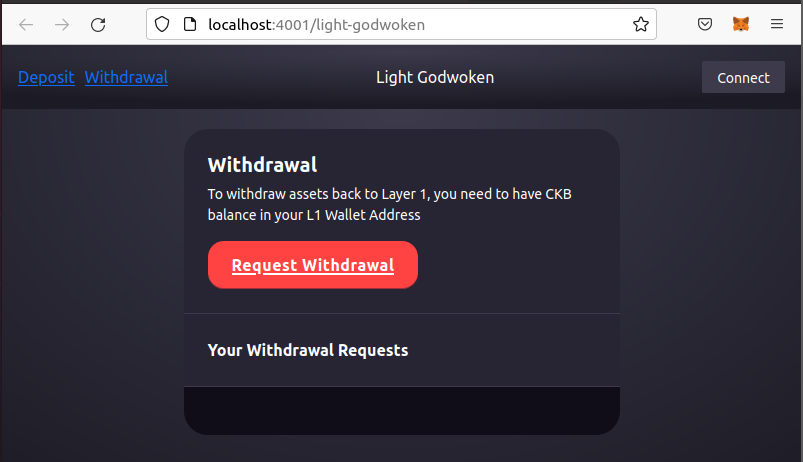 localhost:4001/light-godwoken
Deposit Withdrawal Light Godwoken Connect
Withdrawal
To withdraw assets back to Layer 1, you need to have CKB
balance in your L1 Wallet Address
Request Withdrawal
Your Withdrawal Requests